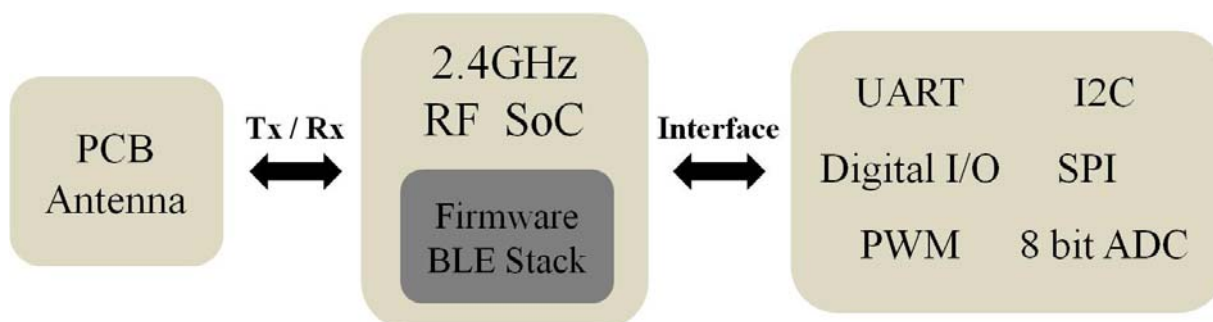 PCB
Antenna
Tx / Rx
2.4GHz
RF SoC
Firmware
BLE Stack
Interface
UART I2C
Digital I/O SPI
PWM 8 bit ADC